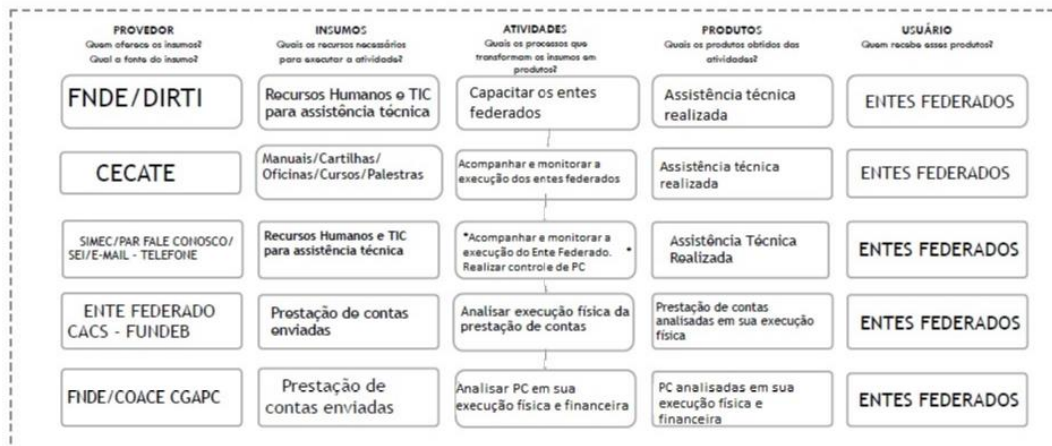 PROVEDOR
Quem oferece os insumos?
Qual a fonte do insumo?
INSUMOS
Quais os recursos necessários
para executar a atividade?
ATIVIDADES
Quais os processos que
transformam os insumos em
produtos?
PRODUTOS
Quais os produtos obtidos das
atividades?
USUÁRIO
Quem recebe esses produtos?
FNDE/DIRTI
Recursos Humanos e TIC
para assistência técnica
Capacitar os entes
federados
Assistência técnica
realizada
ENTES FEDERADOS
CECATE
Manuais/Cartilhas/
Oficinas/Cursos/Palestras
Acompanhar e monitorar a
execução dos entes federados
Assistência técnica
realizada
ENTES FEDERADOS
SIMEC/PAR FALE CONOSCO/
SEI/E-MAIL - TELEFONE
Recursos Humanos e TIC
para assistência técnica
*Acompanhar e monitorar a
execução do Ente Federado. *
Realizar controle de PC
Assistência Técnica
Realizada
ENTES FEDERADOS
ENTE FEDERADO
CACS - FUNDEB
Prestação de contas
enviadas
Analisar execução física da
prestação de contas
Prestação de contas
analisadas em sua execução
física
ENTES FEDERADOS
FNDE/COACE CGAPC
Prestação de
contas enviadas
Analisar PC em sua
execução física e financeira
PC analisadas em sua
execução física e
financeira
ENTES FEDERADOS